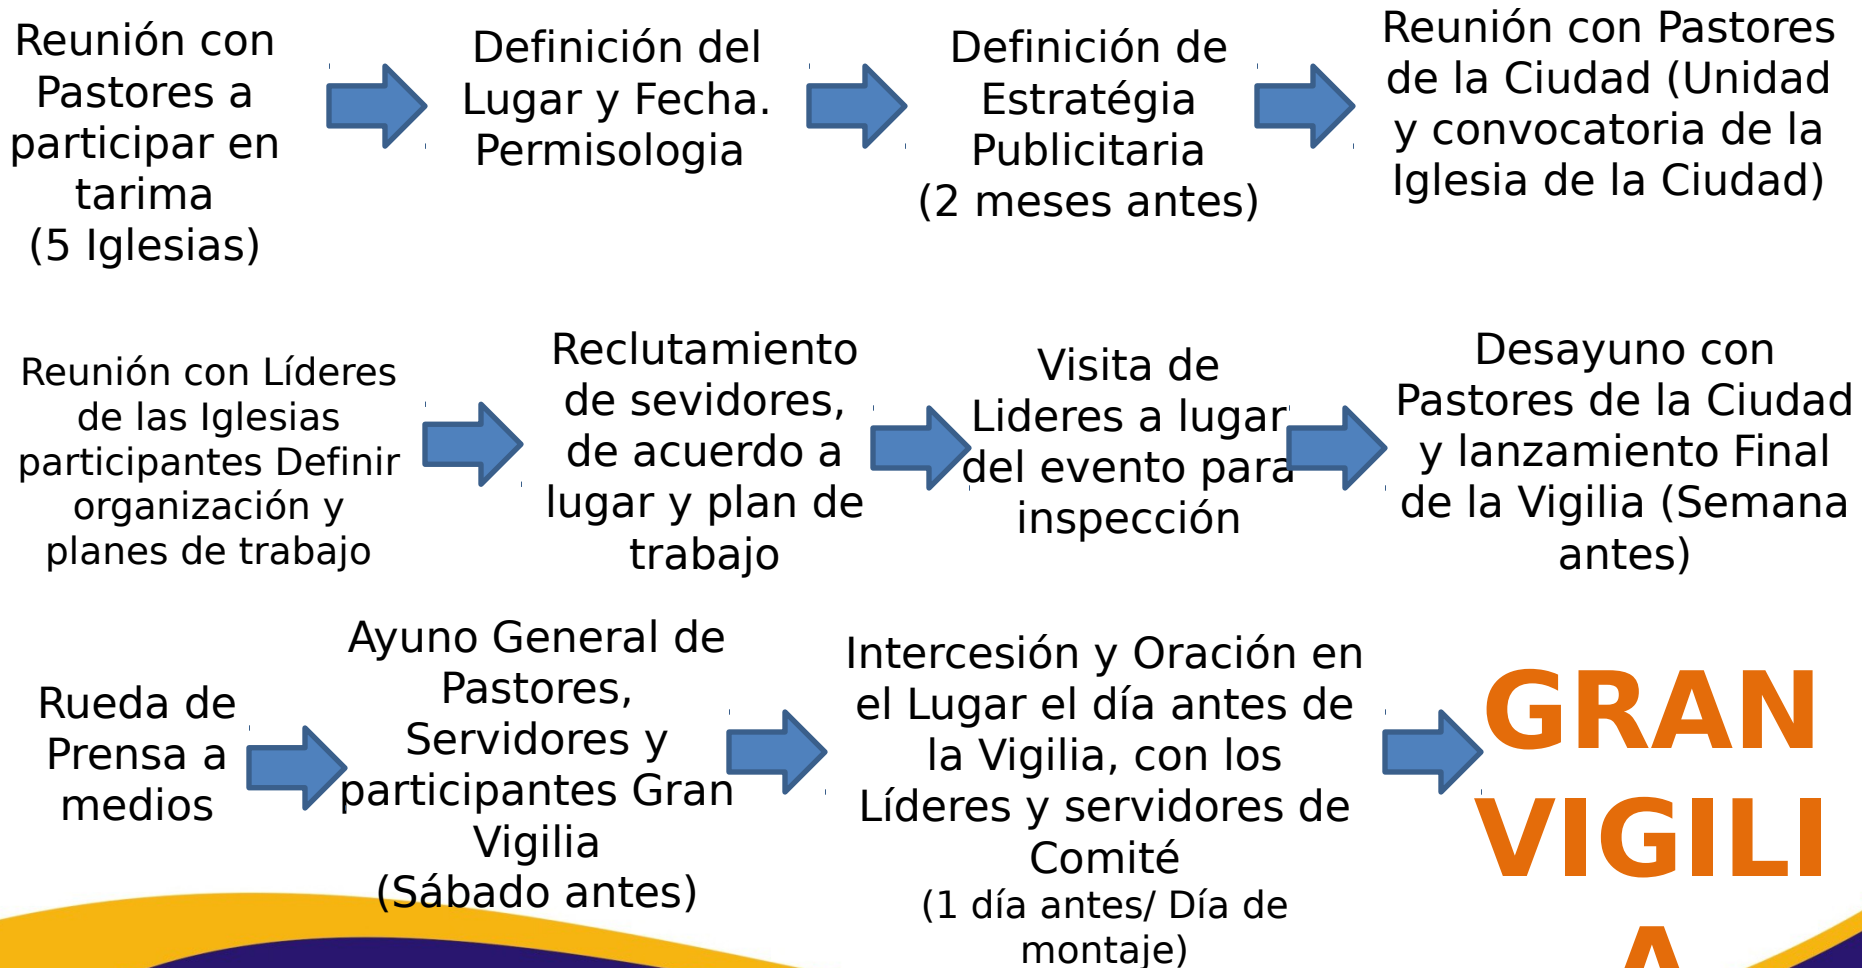 Reunión con
Pastores a
participar en
tarima
(5 Iglesias)
Definición del
Lugar y Fecha.
Permisologia
Definición de
Estratégia
Publicitaria
(2 meses antes)
Reunión con Pastores
de la Ciudad (Unidad
y convocatoria de la
Iglesia de la Ciudad)
Reunión con Líderes
de las Iglesias
participantes Definir
organización y
planes de trabajo
Reclutamiento
de sevidores,
de acuerdo a
lugar y plan de
trabajo
Visita de
Lideres a lugar
del evento para
inspección
Desayuno con
Pastores de la Ciudad
y lanzamiento Final
de la Vigilia (Semana
antes)
Rueda de
Prensa a
medios
Ayuno General de
Pastores,
Servidores y
participantes Gran
Vigilia
(Sábado antes)
Intercesión y Oración en
el Lugar el día antes de
la Vigilia, con los
Líderes y servidores de
Comité
(1 día antes/ Día de
montaje)
GRAN
VIGILI
A